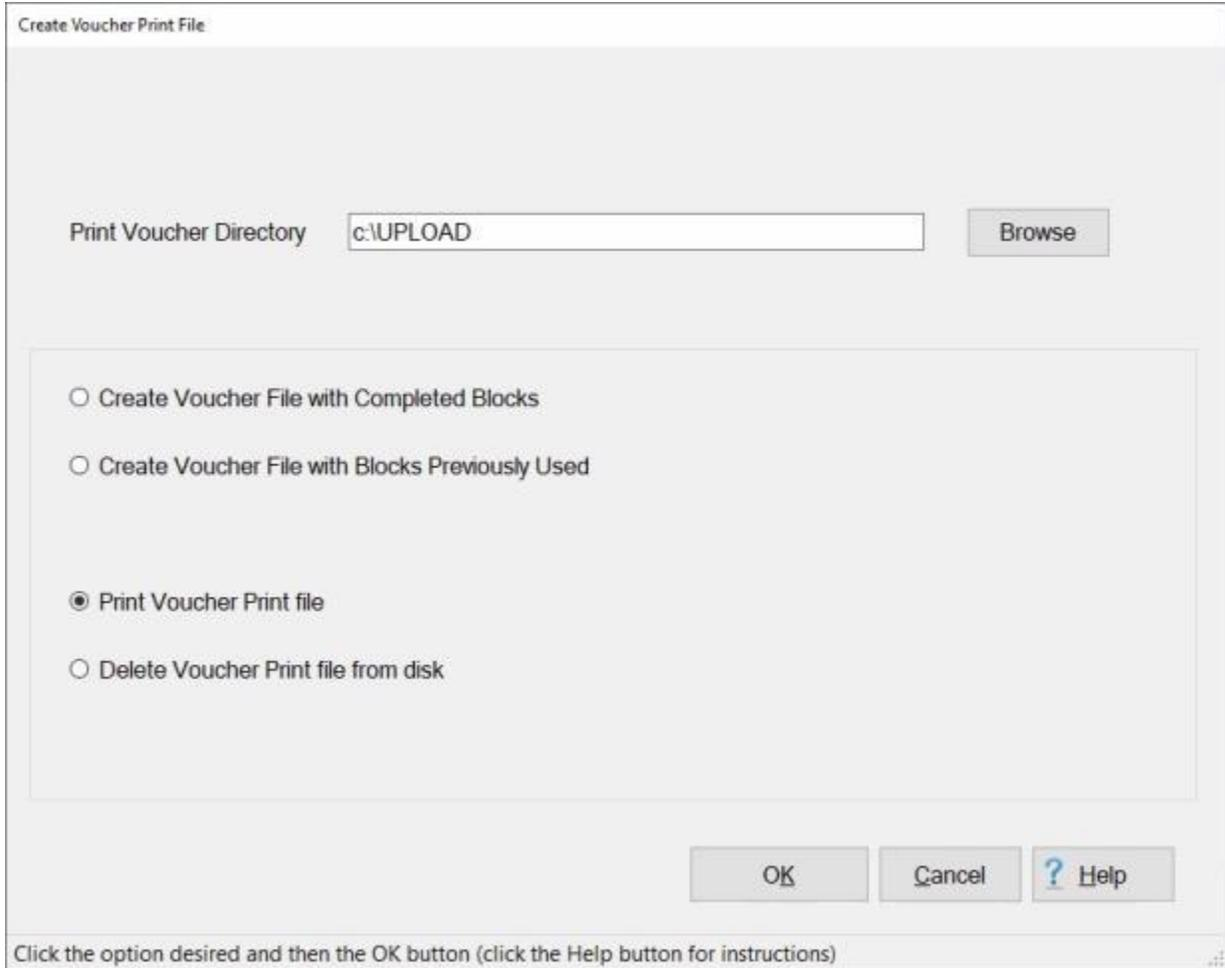 Create Voucher Print File
Print Voucher Directory c:\UPLOAD Browse
Create Voucher File with Completed Blocks
Create Voucher File with Blocks Previously Used
Print Voucher Print file
Delete Voucher Print file from disk
OK Cancel ? Help
Click the option desired and then the OK button (click the Help button for instructions)